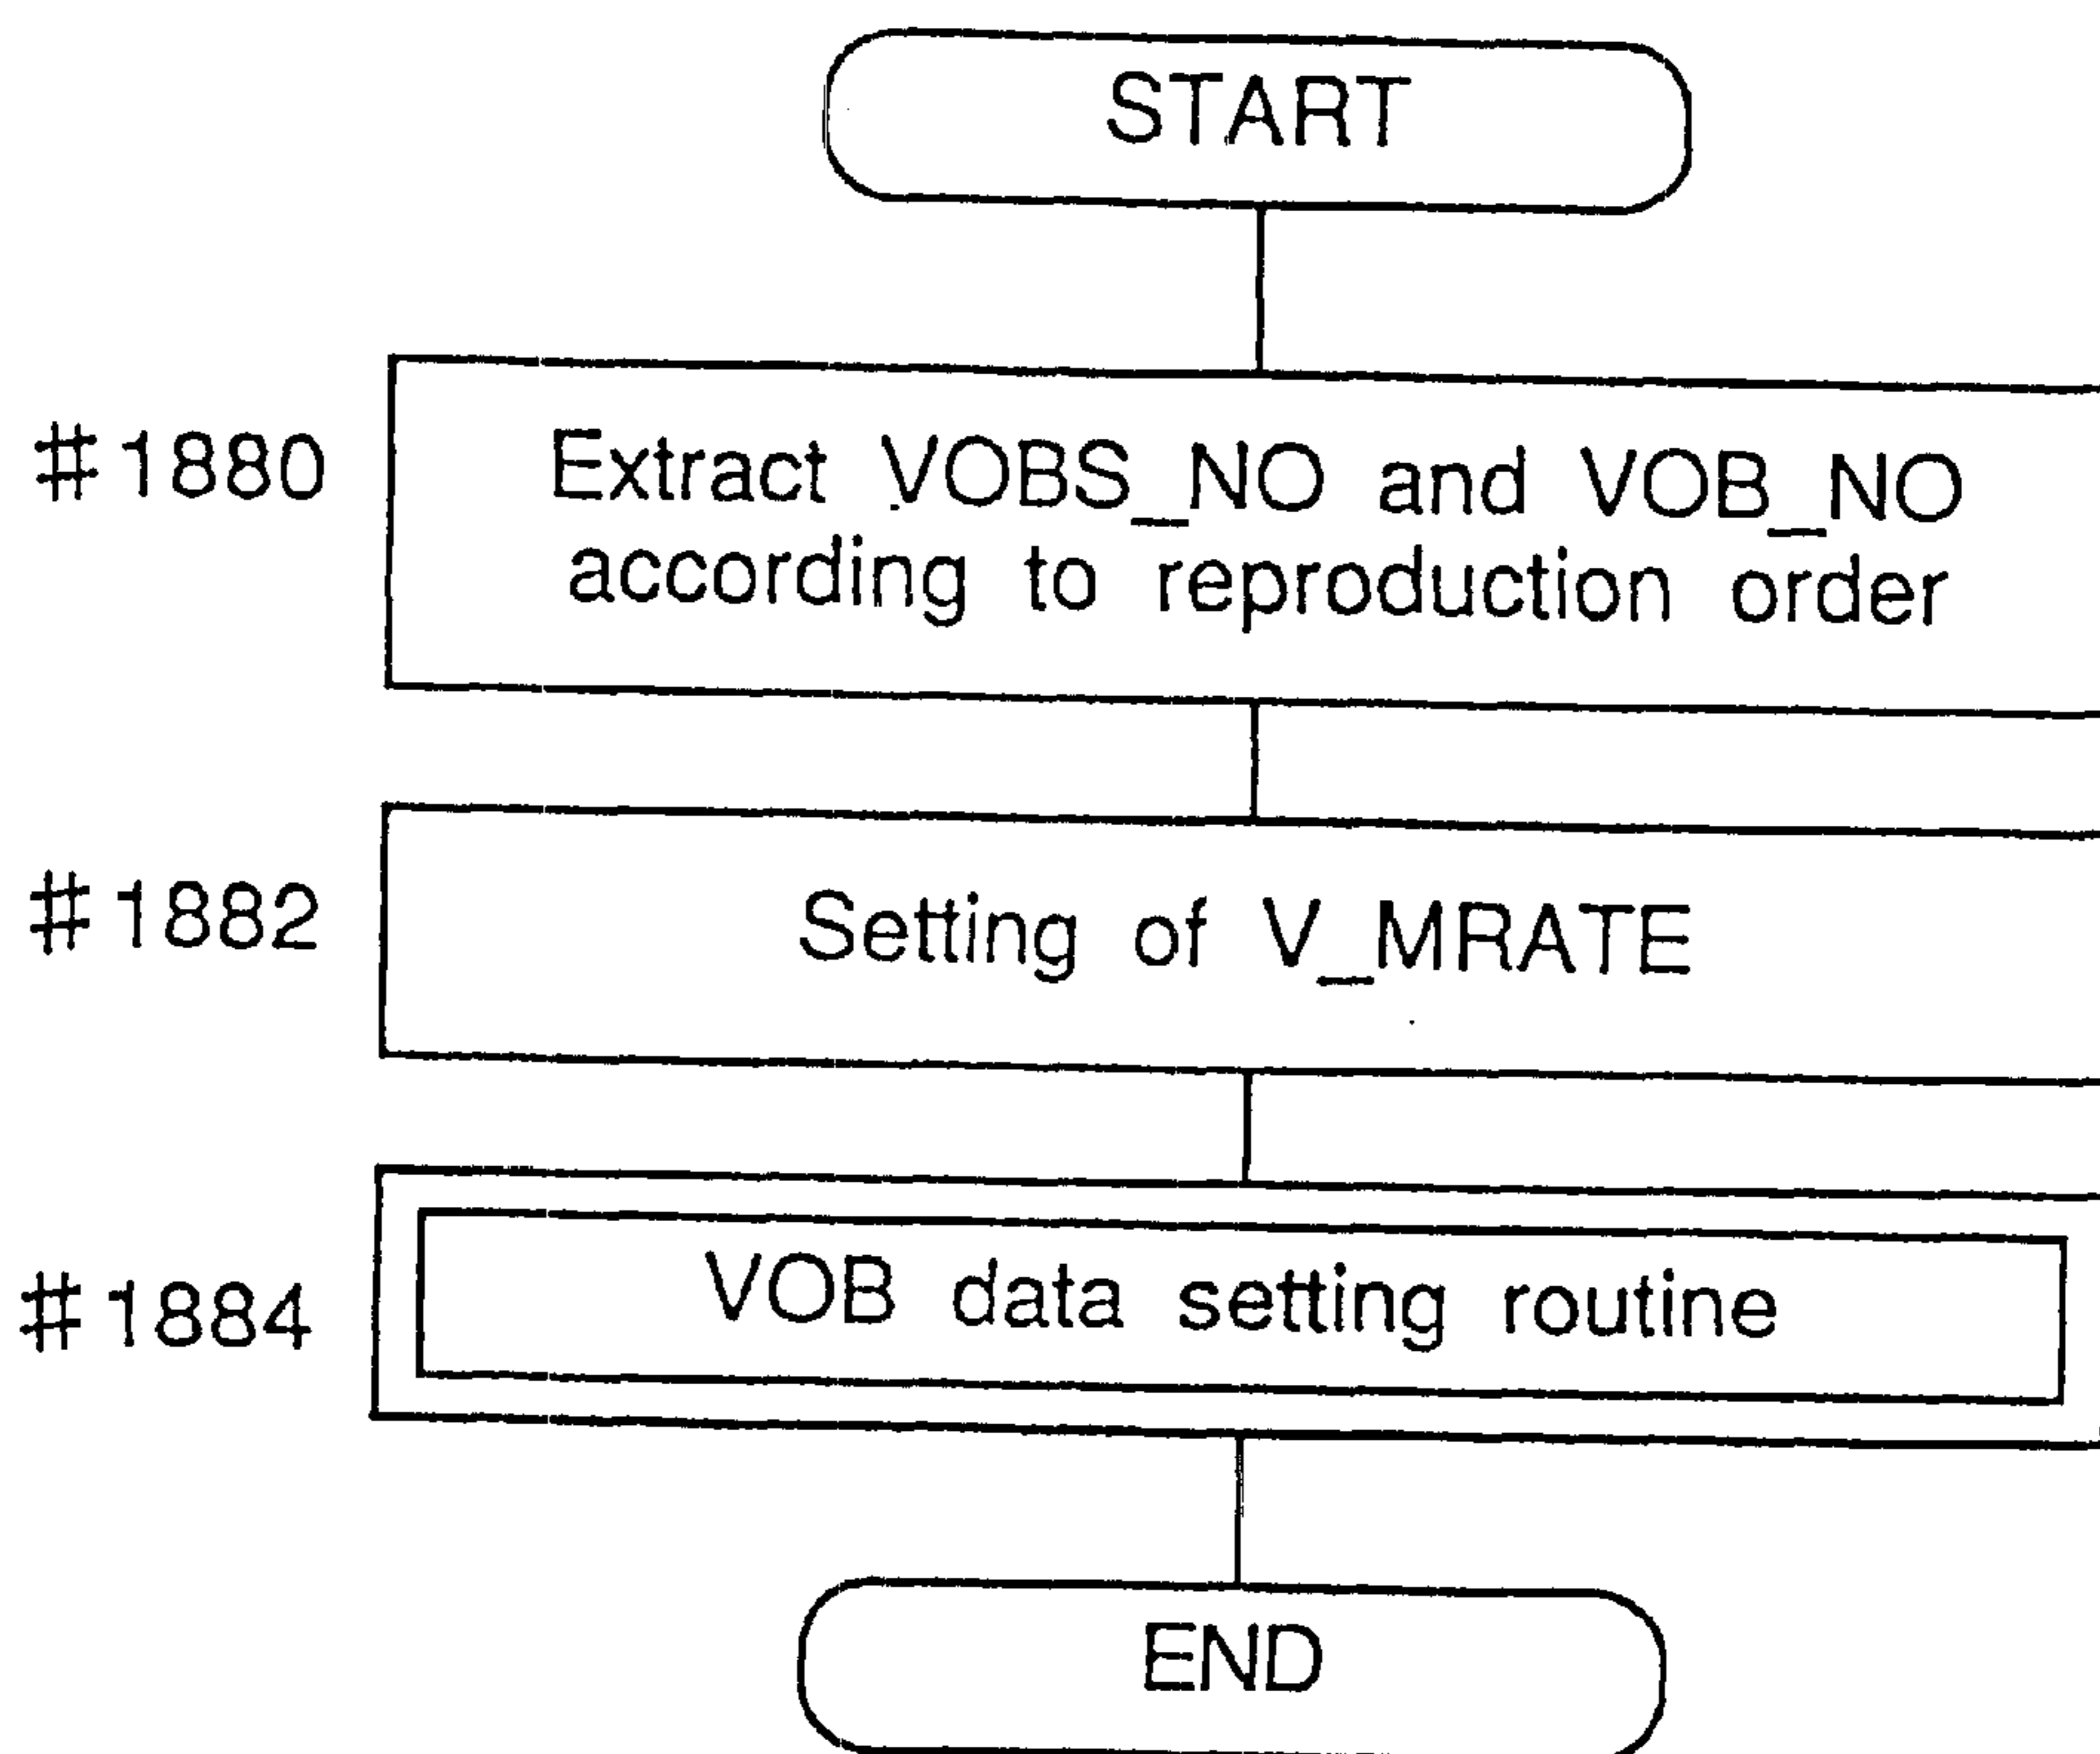 START
#1880
Extract VOBS_NO and VOB_NO
according to reproduction order
#1882
Setting of V_MRATE
#1884
VOB data setting routine
END